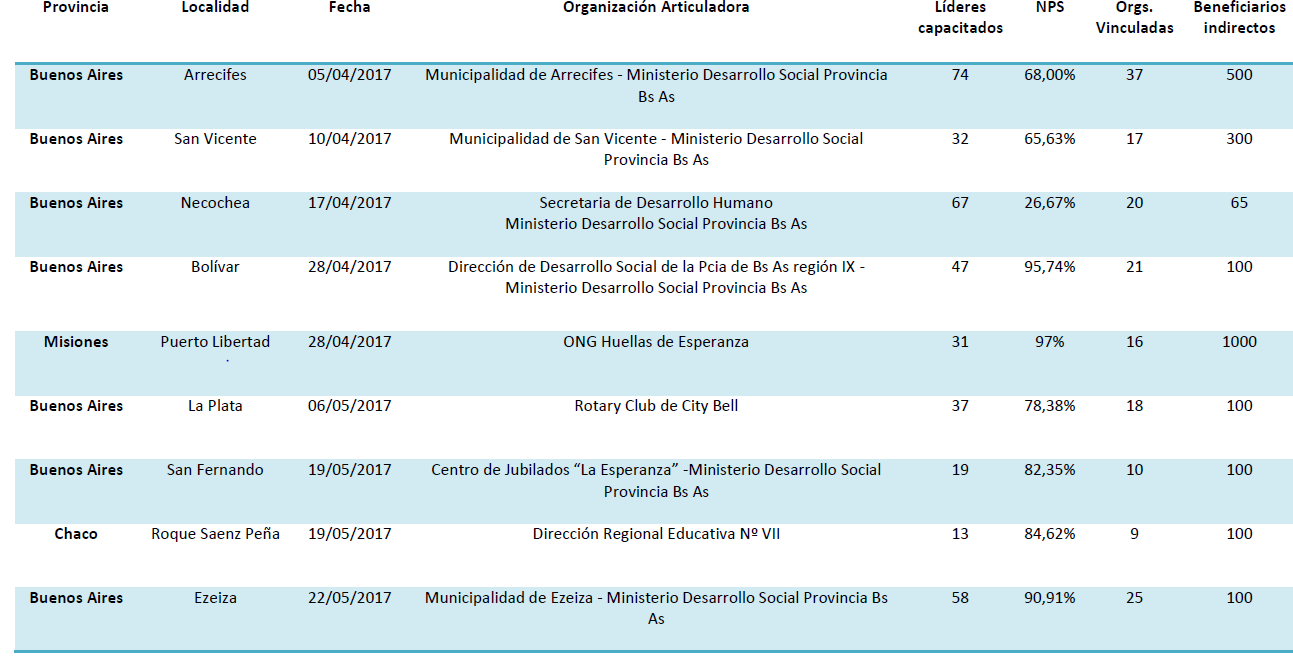 Provincia Localidad Fecha Organización Articuladora Líderes capacitados NPS Orgs. Vinculadas Beneficiarios indirectos
Buenos Aires Arrecifes 05/04/2017 Municipalidad de Arrecifes - Ministerio Desarrollo Social Provincia 74 68,00% 37 500
Bs As
Buenos Aires San Vicente 10/04/2017 Municipalidad de San Vicente - Ministerio Desarrollo Social 32 65,63% 17 300
Provincia Bs As
Buenos Aires Necochea 17/04/2017 Secretaria de Desarrollo Humano 67 26,67% 20 65
Ministerio Desarrollo Social Provincia Bs As
Buenos Aires Bolívar 28/04/2017 Dirección de Desarrollo Social de la Pcia de Bs As región IX - 47 95,74% 21 100
Ministerio Desarrollo Social Provincia Bs As
Misiones Puerto Libertad 28/04/2017 ONG Huellas de Esperanza 31 97% 16 1000
.
Buenos Aires La Plata 06/05/2017 Rotary Club de City Bell 37 78,38% 18 100
Buenos Aires San Fernando 19/05/2017 Centro de Jubilados “La Esperanza” -Ministerio Desarrollo Social 19 82,35% 10 100
Provincia Bs As
Chaco Roque Saenz Peña 19/05/2017 Dirección Regional Educativa Nº VII 13 84,62% 9 100
Buenos Aires Ezeiza 22/05/2017 Municipalidad de Ezeiza - Ministerio Desarrollo Social Provincia Bs 58 90,91% 25 100
As